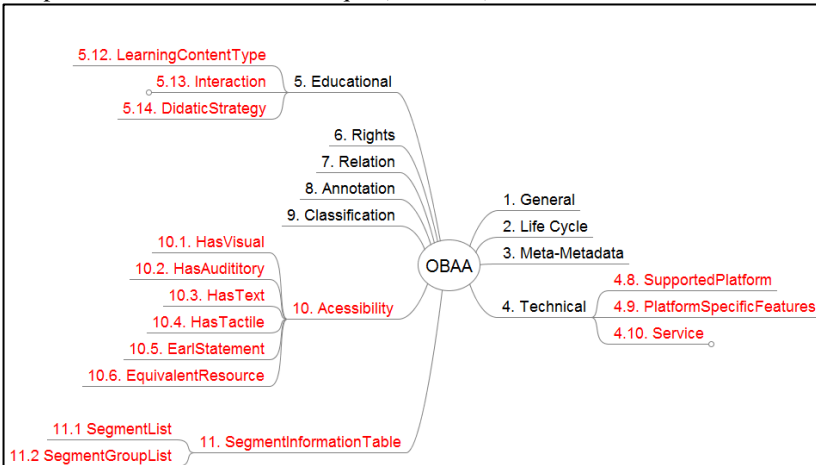 5.12. LearningContentType
5.13. Interaction
5.14. DidaticStrategy
5. Educational
6. Rights
7. Relation
8. Annotation
9. Classification
10.1. HasVisual
10.2. HasAudititory
10.3. HasText
10.4. HasTactile
10.5. EarlStatement
10.6. EquivalentResource
10. Acessibility
11.1 SegmentList
11.2 SegmentGroupList
11. SegmentInformationTable
OBAA
1. General
2. Life Cycle
3. Meta-Metadata
4. Technical
4.8. SupportedPlatform
4.9. PlatformSpecificFeatures
4.10. Service